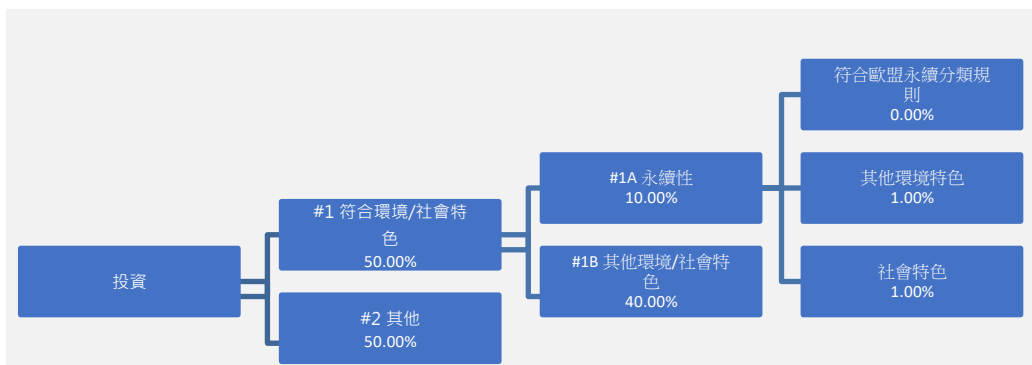 投資
#1 符合環境/社會特
色
50.00%
#2 其他
50.00%
#1A 永續性
10.00%
#1B 其他環境/社會特
色
40.00%
符合歐盟永續分類規
則
0.00%
其他環境特色
1.00%
社會特色
1.00%